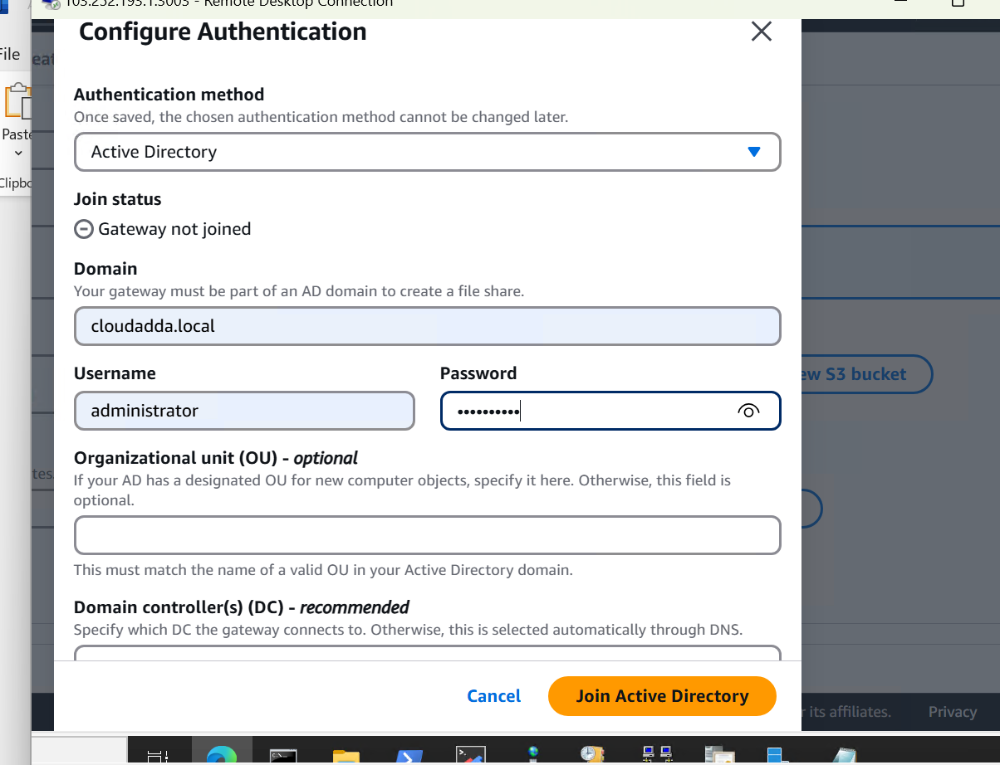 103.252.193.1:3003 - Remote Desktop Connection
Configure Authentication
File
Paste
Authentication method
Once saved, the chosen authentication method cannot be changed later.
Active Directory
Join status
Gateway not joined
Domain
Your gateway must be part of an AD domain to create a file share.
cloudadda.local
Username
Password
administrator
••••••••••
ew S3 bucket
Organizational unit (OU) - optional
If your AD has a designated OU for new computer objects, specify it here. Otherwise, this field is
optional.
This must match the name of a valid OU in your Active Directory domain.
Domain controller(s) (DC) - recommended
Specify which DC the gateway connects to. Otherwise, this is selected automatically through DNS.
Cancel
Join Active Directory
r its affiliates.
Privacy